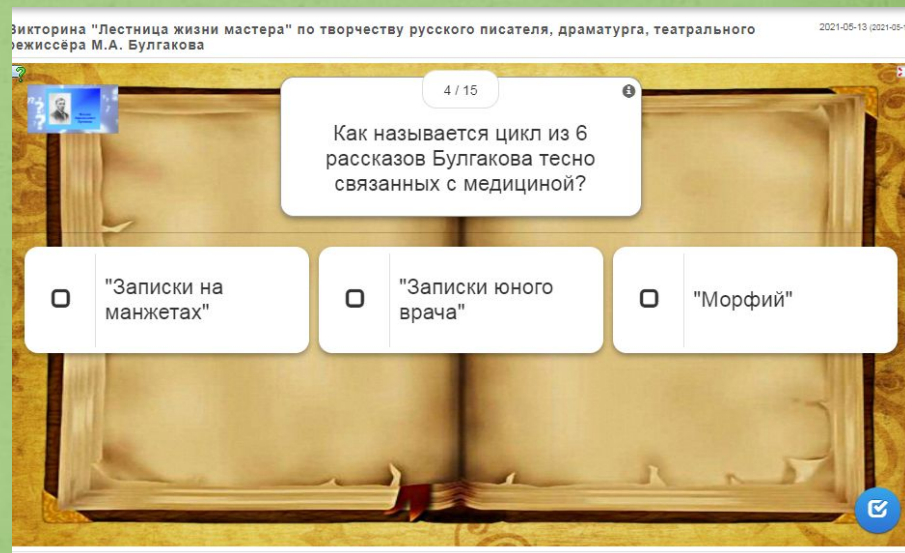 Викторина "Лестница жизни мастера" по творчеству русского писателя, драматурга, театрального
режиссёра М.А. Булгакова
2021-05-13
4 / 15
Как называется цикл из 6
рассказов Булгакова тесно
связанных с медициной?
"Записки на
манжетах"
"Записки юного
врача"
"Морфий"